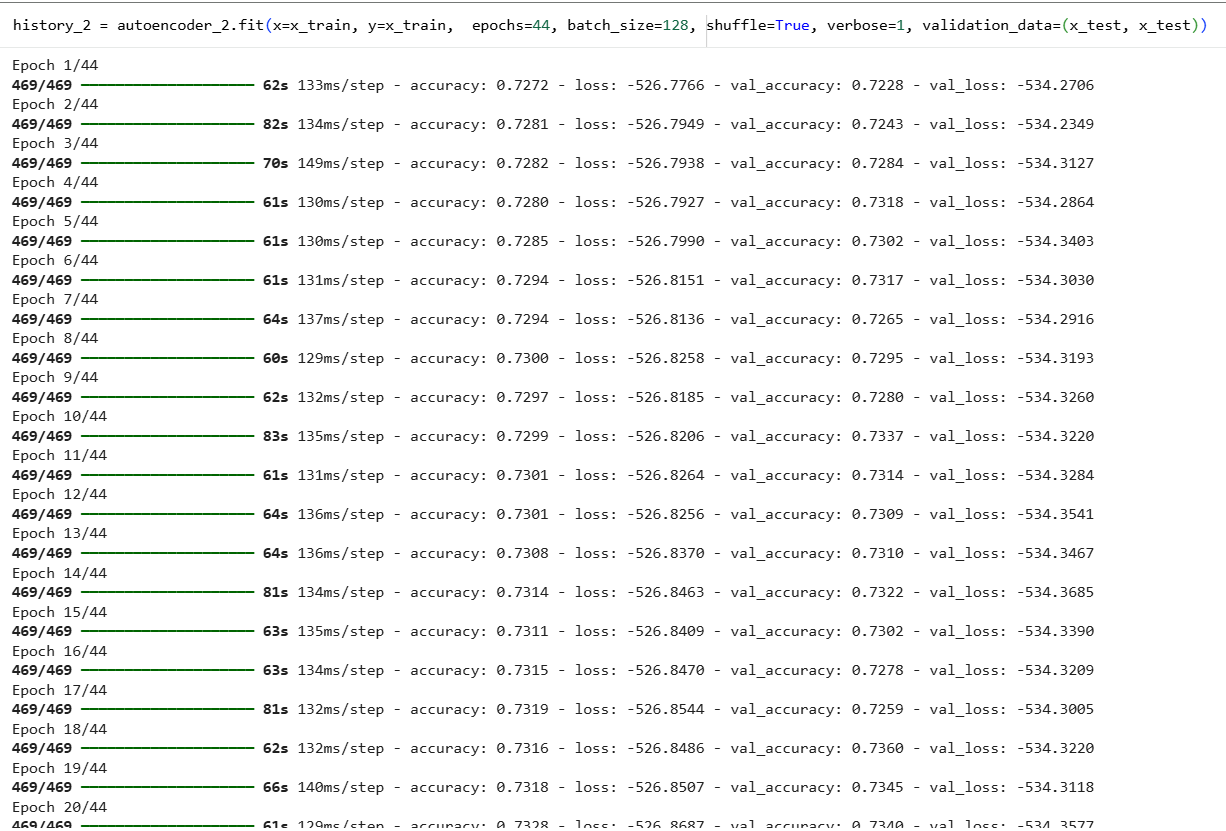 history_2 = autoencoder_2.fit(x=x_train, y=x_train,  epochs=44, batch_size=128, shuffle=True, verbose=1, validation_data=(x_test, x_test))
Epoch 1/44
469/469 ━━━━━━━━━━━━━━━━━━━━ 62s 133ms/step - accuracy: 0.7272 - loss: -526.7766 - val_accuracy: 0.7228 - val_loss: -534.2706
Epoch 2/44
469/469 ━━━━━━━━━━━━━━━━━━━━ 82s 134ms/step - accuracy: 0.7281 - loss: -526.7949 - val_accuracy: 0.7243 - val_loss: -534.2349
Epoch 3/44
469/469 ━━━━━━━━━━━━━━━━━━━━ 70s 149ms/step - accuracy: 0.7282 - loss: -526.7938 - val_accuracy: 0.7284 - val_loss: -534.3127
Epoch 4/44
469/469 ━━━━━━━━━━━━━━━━━━━━ 61s 130ms/step - accuracy: 0.7280 - loss: -526.7927 - val_accuracy: 0.7318 - val_loss: -534.2864
Epoch 5/44
469/469 ━━━━━━━━━━━━━━━━━━━━ 61s 130ms/step - accuracy: 0.7285 - loss: -526.7990 - val_accuracy: 0.7302 - val_loss: -534.3403
Epoch 6/44
469/469 ━━━━━━━━━━━━━━━━━━━━ 61s 131ms/step - accuracy: 0.7294 - loss: -526.8151 - val_accuracy: 0.7317 - val_loss: -534.3030
Epoch 7/44
469/469 ━━━━━━━━━━━━━━━━━━━━ 64s 137ms/step - accuracy: 0.7294 - loss: -526.8136 - val_accuracy: 0.7265 - val_loss: -534.2916
Epoch 8/44
469/469 ━━━━━━━━━━━━━━━━━━━━ 60s 129ms/step - accuracy: 0.7300 - loss: -526.8258 - val_accuracy: 0.7295 - val_loss: -534.3193
Epoch 9/44
469/469 ━━━━━━━━━━━━━━━━━━━━ 62s 132ms/step - accuracy: 0.7297 - loss: -526.8185 - val_accuracy: 0.7280 - val_loss: -534.3260
Epoch 10/44
469/469 ━━━━━━━━━━━━━━━━━━━━ 83s 135ms/step - accuracy: 0.7299 - loss: -526.8206 - val_accuracy: 0.7337 - val_loss: -534.3220
Epoch 11/44
469/469 ━━━━━━━━━━━━━━━━━━━━ 61s 131ms/step - accuracy: 0.7301 - loss: -526.8264 - val_accuracy: 0.7314 - val_loss: -534.3284
Epoch 12/44
469/469 ━━━━━━━━━━━━━━━━━━━━ 64s 136ms/step - accuracy: 0.7301 - loss: -526.8256 - val_accuracy: 0.7309 - val_loss: -534.3541
Epoch 13/44
469/469 ━━━━━━━━━━━━━━━━━━━━ 64s 136ms/step - accuracy: 0.7308 - loss: -526.8370 - val_accuracy: 0.7310 - val_loss: -534.3467
Epoch 14/44
469/469 ━━━━━━━━━━━━━━━━━━━━ 81s 134ms/step - accuracy: 0.7314 - loss: -526.8463 - val_accuracy: 0.7322 - val_loss: -534.3685
Epoch 15/44
469/469 ━━━━━━━━━━━━━━━━━━━━ 63s 135ms/step - accuracy: 0.7311 - loss: -526.8409 - val_accuracy: 0.7302 - val_loss: -534.3390
Epoch 16/44
469/469 ━━━━━━━━━━━━━━━━━━━━ 63s 134ms/step - accuracy: 0.7315 - loss: -526.8470 - val_accuracy: 0.7278 - val_loss: -534.3209
Epoch 17/44
469/469 ━━━━━━━━━━━━━━━━━━━━ 81s 132ms/step - accuracy: 0.7319 - loss: -526.8544 - val_accuracy: 0.7259 - val_loss: -534.3005
Epoch 18/44
469/469 ━━━━━━━━━━━━━━━━━━━━ 62s 132ms/step - accuracy: 0.7316 - loss: -526.8486 - val_accuracy: 0.7360 - val_loss: -534.3220
Epoch 19/44
469/469 ━━━━━━━━━━━━━━━━━━━━ 66s 140ms/step - accuracy: 0.7318 - loss: -526.8507 - val_accuracy: 0.7345 - val_loss: -534.3118
Epoch 20/44
469/469 ━━━━━━━━━━━━━━━━━━━━ 61s 129ms/step - accuracy: 0.7328 - loss: -526.8687 - val_accuracy: 0.7340 - val_loss: -534.3577